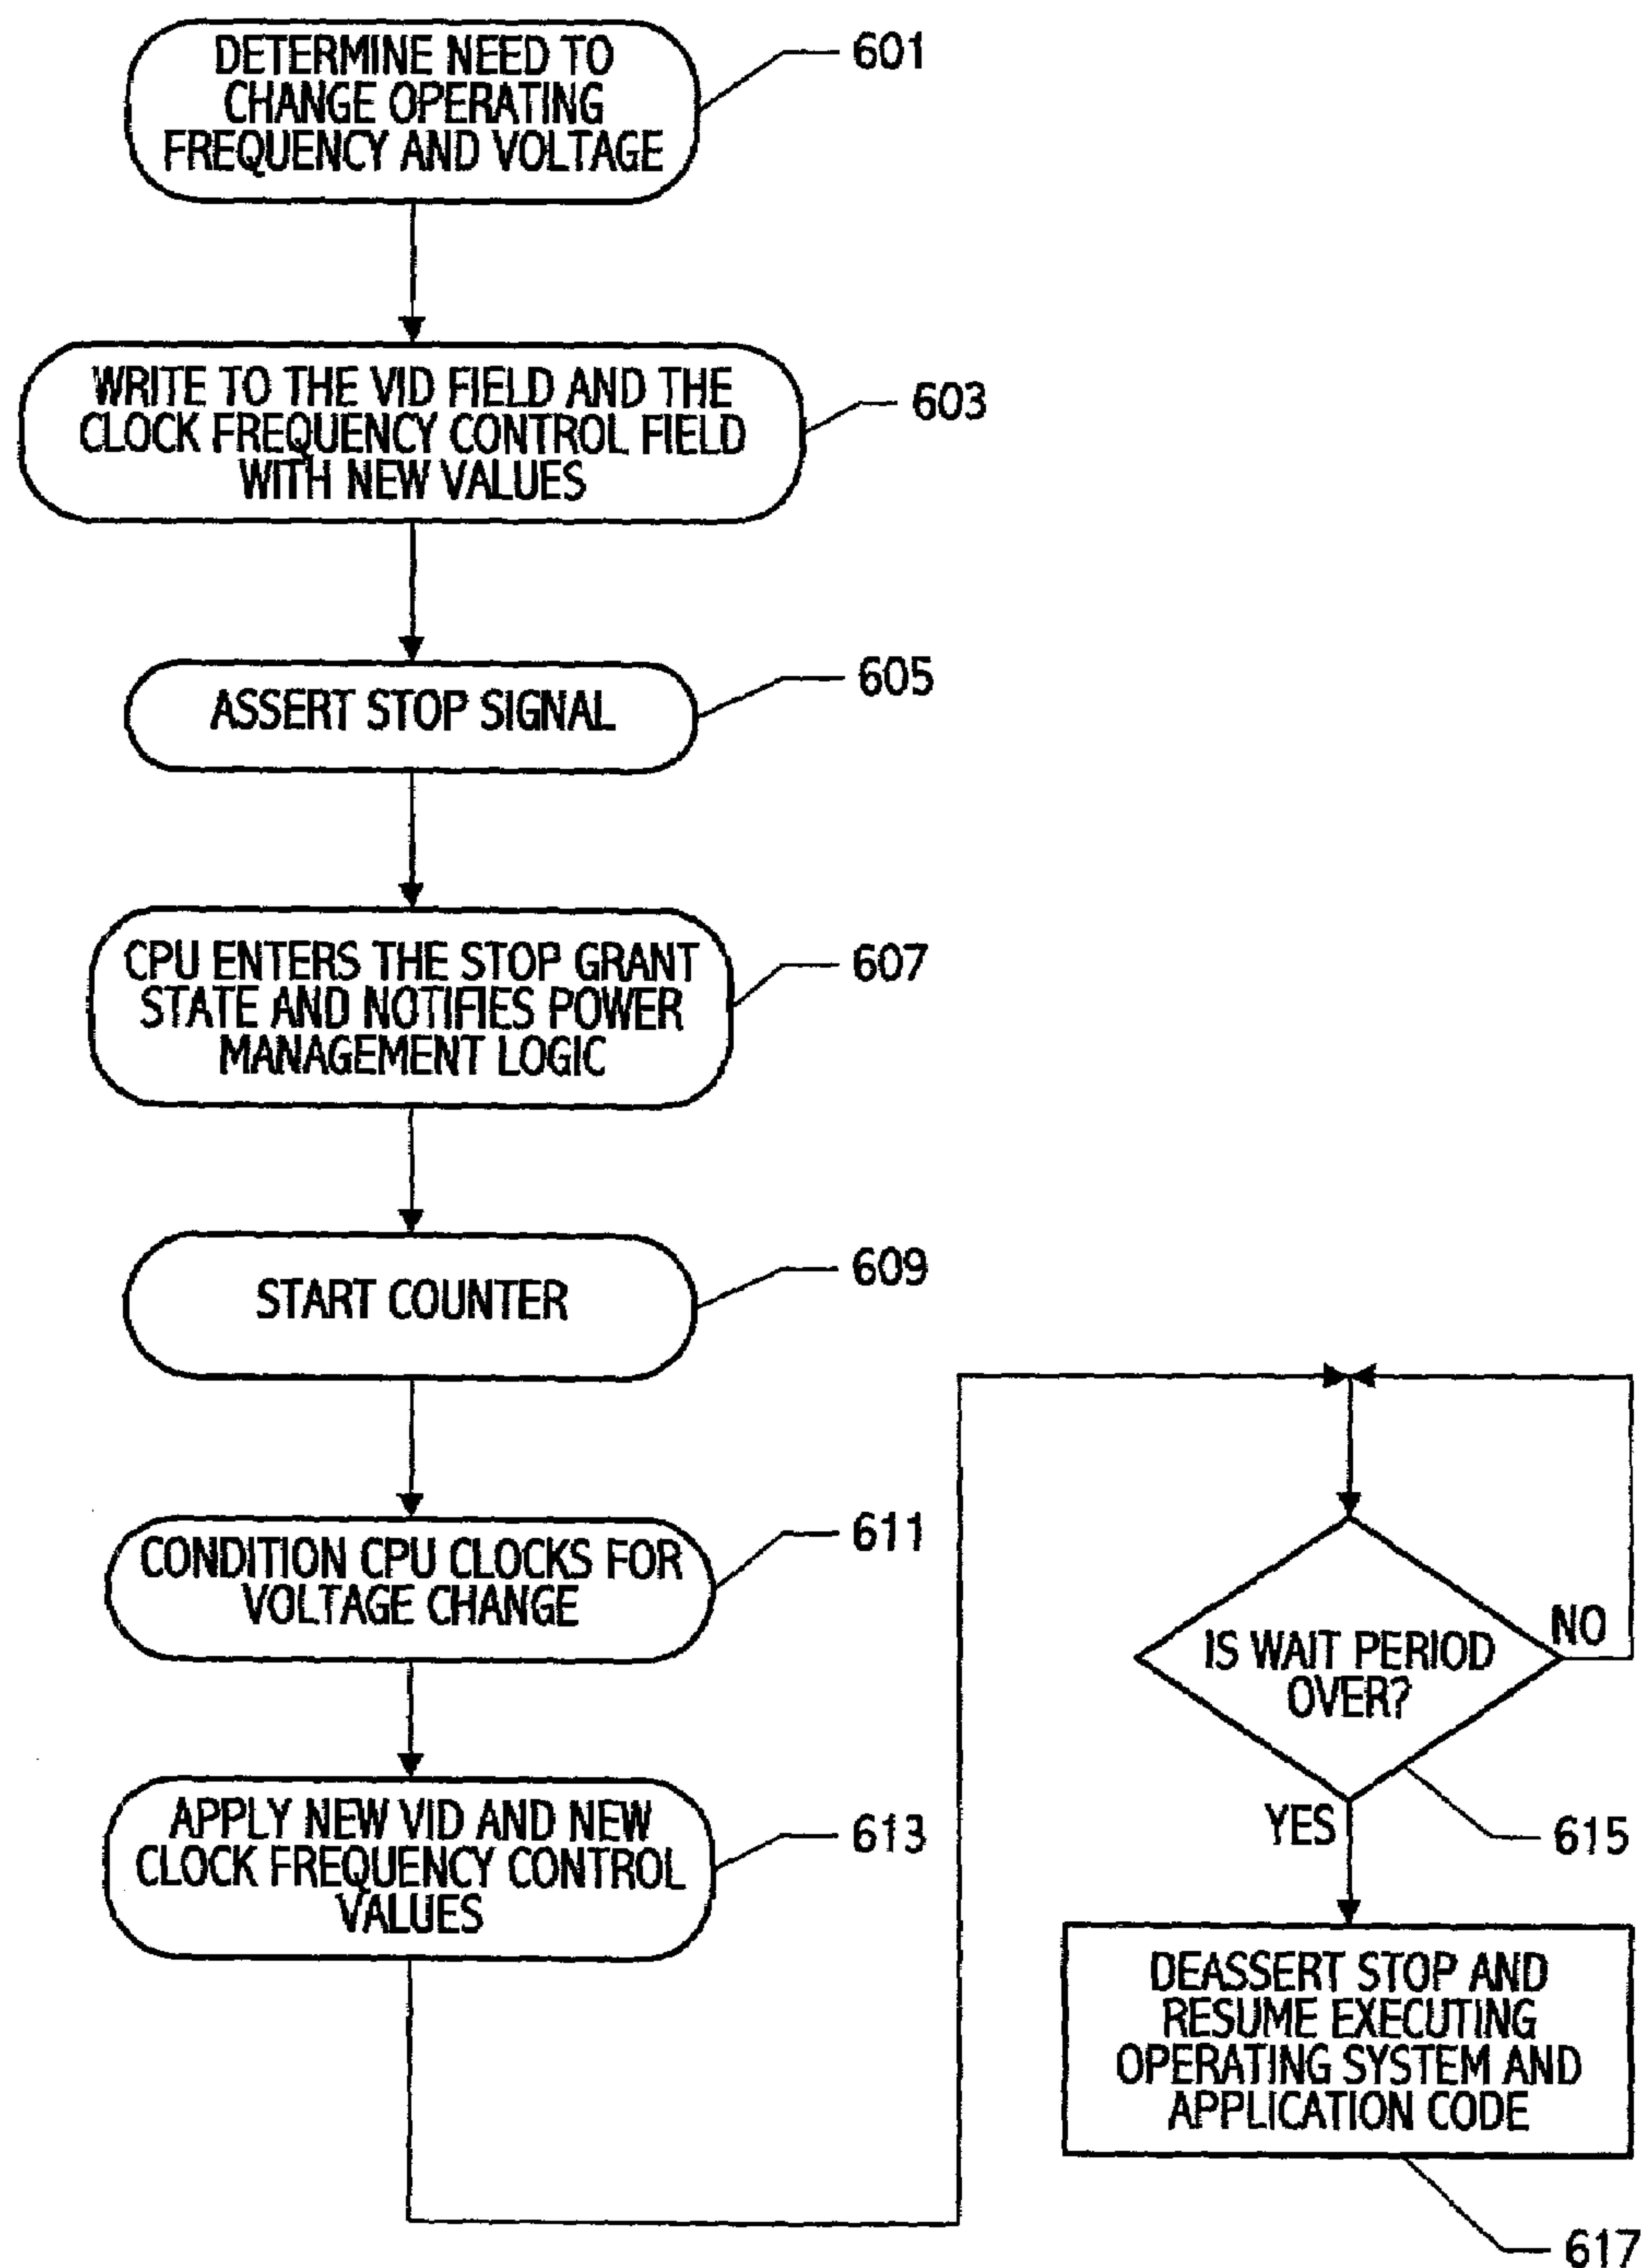 DETERMINE NEED TO
CHANGE OPERATING
FREQUENCY AND VOLTAGE
601
WRITE TO THE VID FIELD AND THE
CLOCK FREQUENCY CONTROL FIELD
WITH NEW VALUES
603
ASSERT STOP SIGNAL
605
CPU ENTERS THE STOP GRANT
STATE AND NOTIFIES POWER
MANAGEMENT LOGIC
607
START COUNTER
609
CONDITION CPU CLOCKS FOR
VOLTAGE CHANGE
611
APPLY NEW VID AND NEW
CLOCK FREQUENCY CONTROL
VALUES
613
IS WAIT PERIOD
OVER?
NO
YES
615
DEASSERT STOP AND
RESUME EXECUTING
OPERATING SYSTEM AND
APPLICATION CODE
617